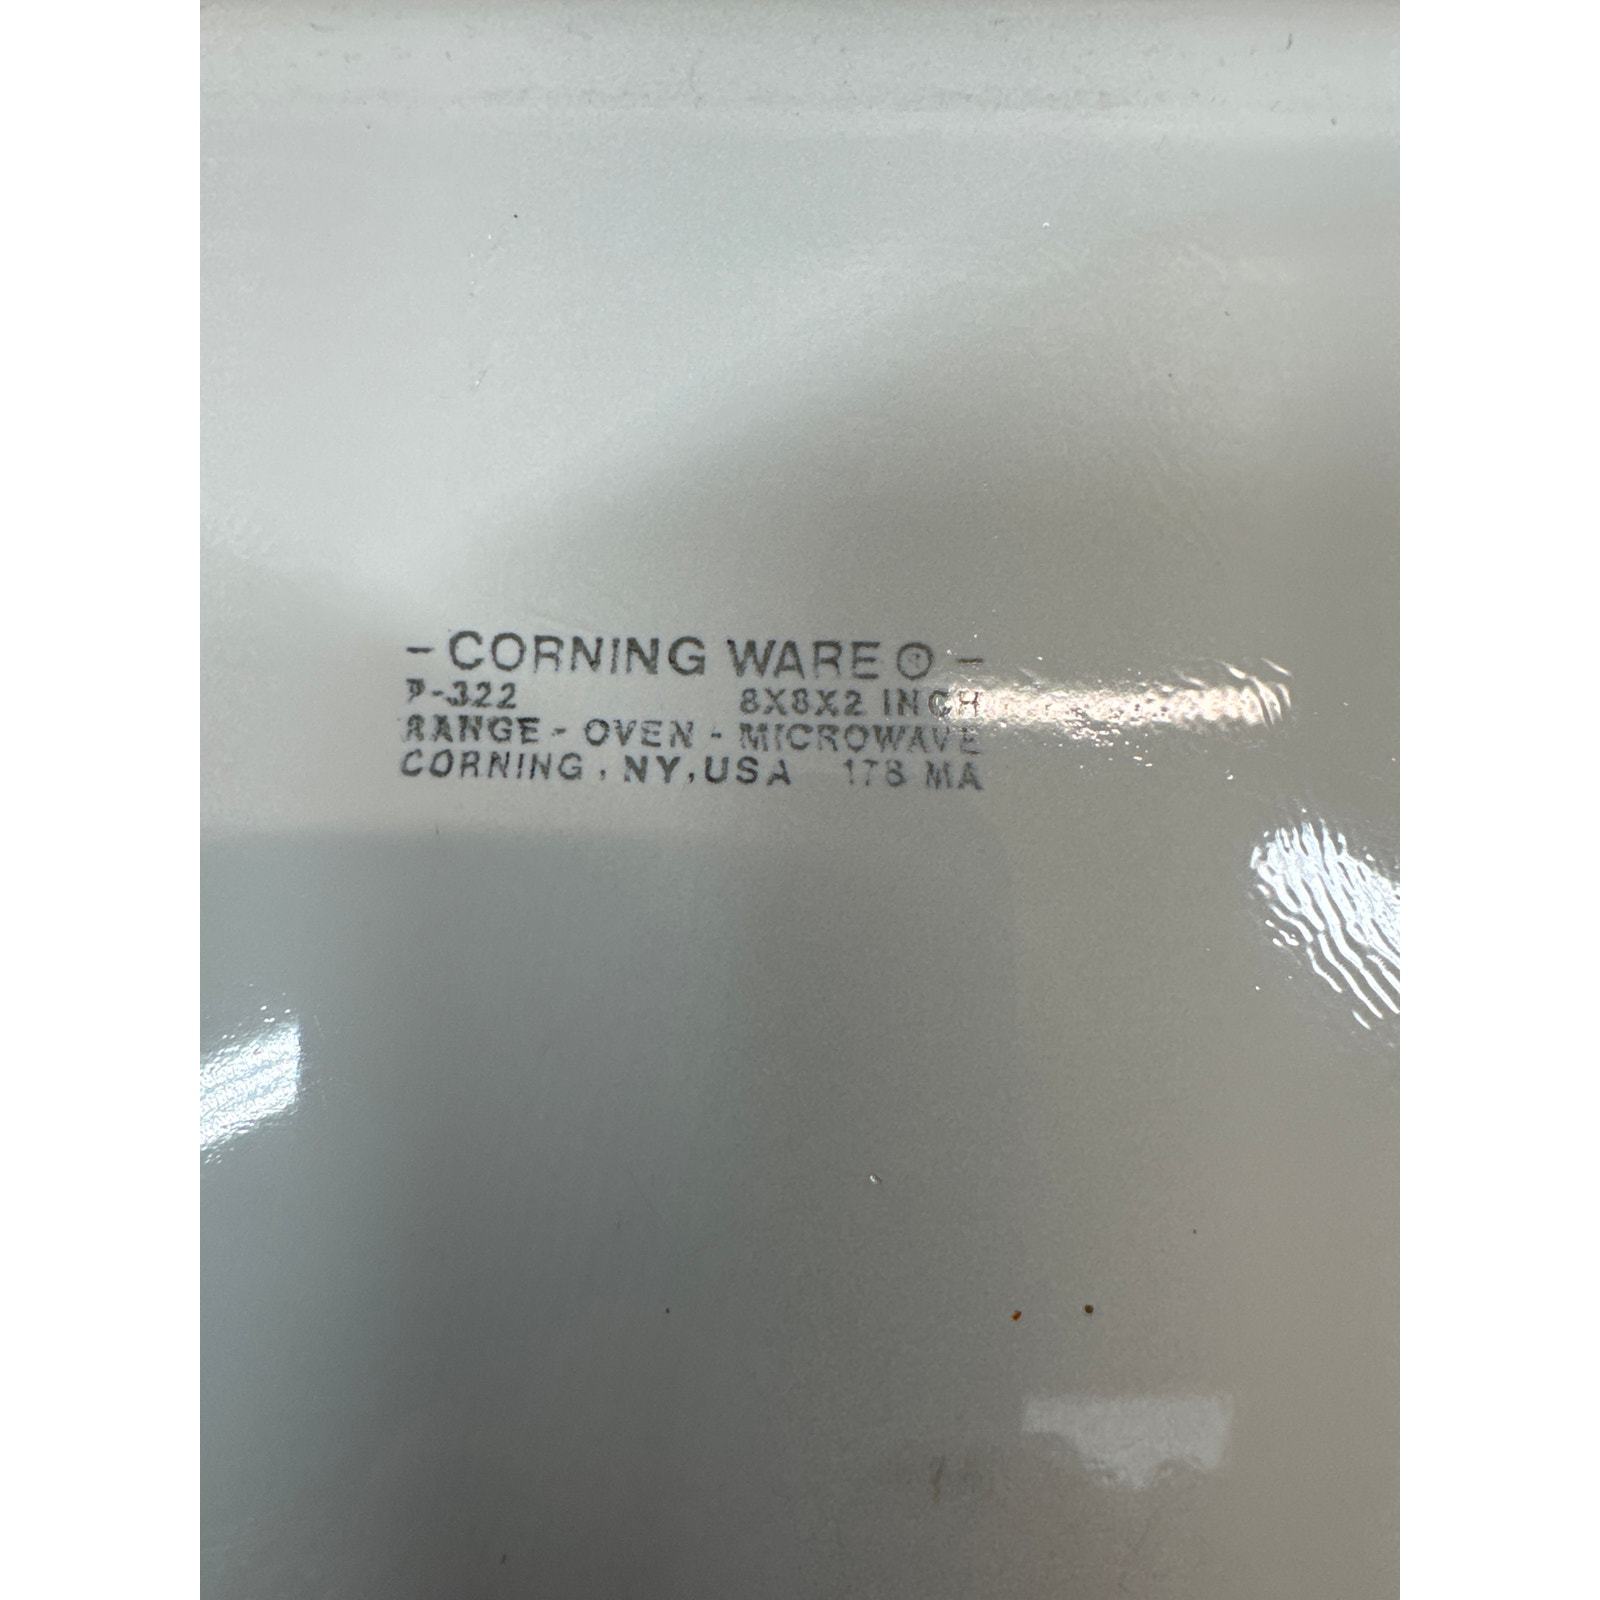 - CORNING WARE ® -
P-322 8X8X2 INCH
RANGE - OVEN - MICROWAVE
CORNING, NY, USA 178 MA